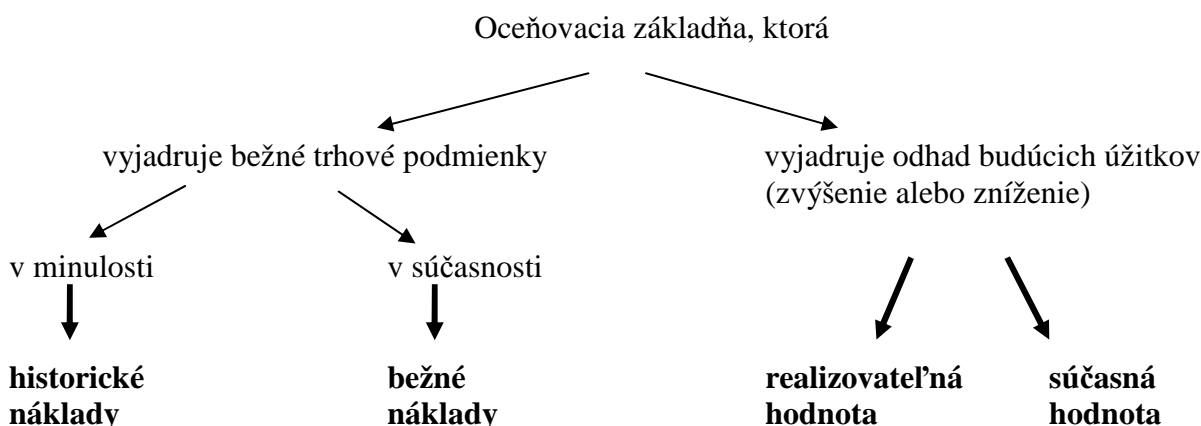 Oceňovacia základňa, ktorá
vyjadruje bežné trhové podmienky
vyjadruje odhad budúcich úžitkov
(zvýšenie alebo zníženie)
v minulosti
v súčasnosti
historické
náklady
bežné
náklady
realizovateľná
hodnota
súčasná
hodnota